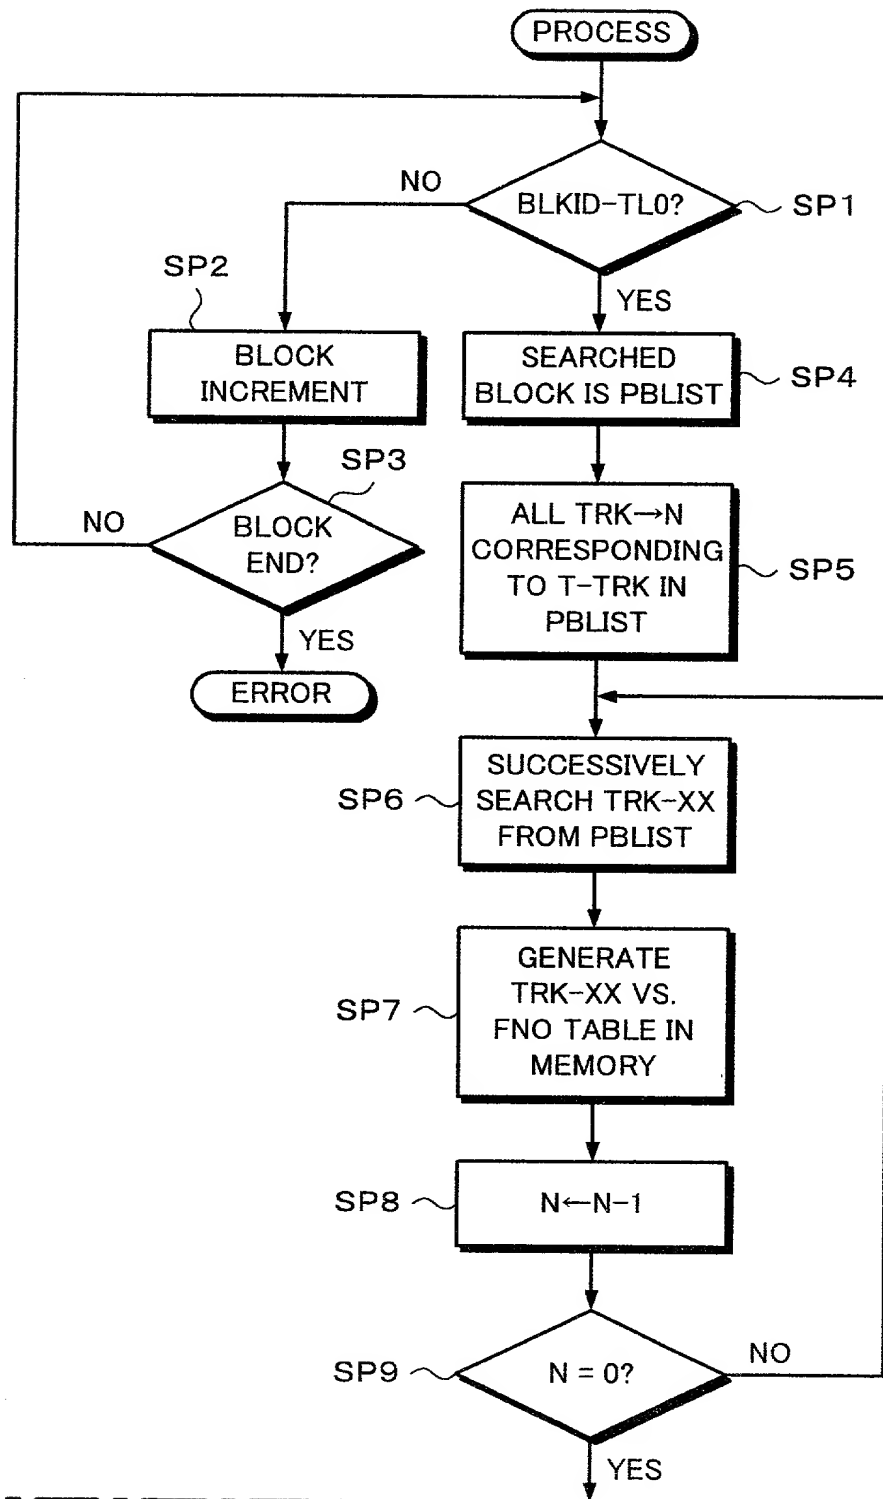 PROCESS
NO
BLKID-TL0?
SP1
SP2
YES
BLOCK
INCREMENT
SEARCHED
BLOCK IS PBLIST
SP4
SP3
NO
BLOCK
END?
ALL TRK→N
CORRESPONDING
TO T-TRK IN
PBLIST
SP5
YES
ERROR
SP6
SUCCESSIVELY
SEARCH TRK-XX
FROM PBLIST
SP7
GENERATE
TRK-XX VS.
FNO TABLE IN
MEMORY
SP8
N←N-1
SP9
N = 0?
NO
YES